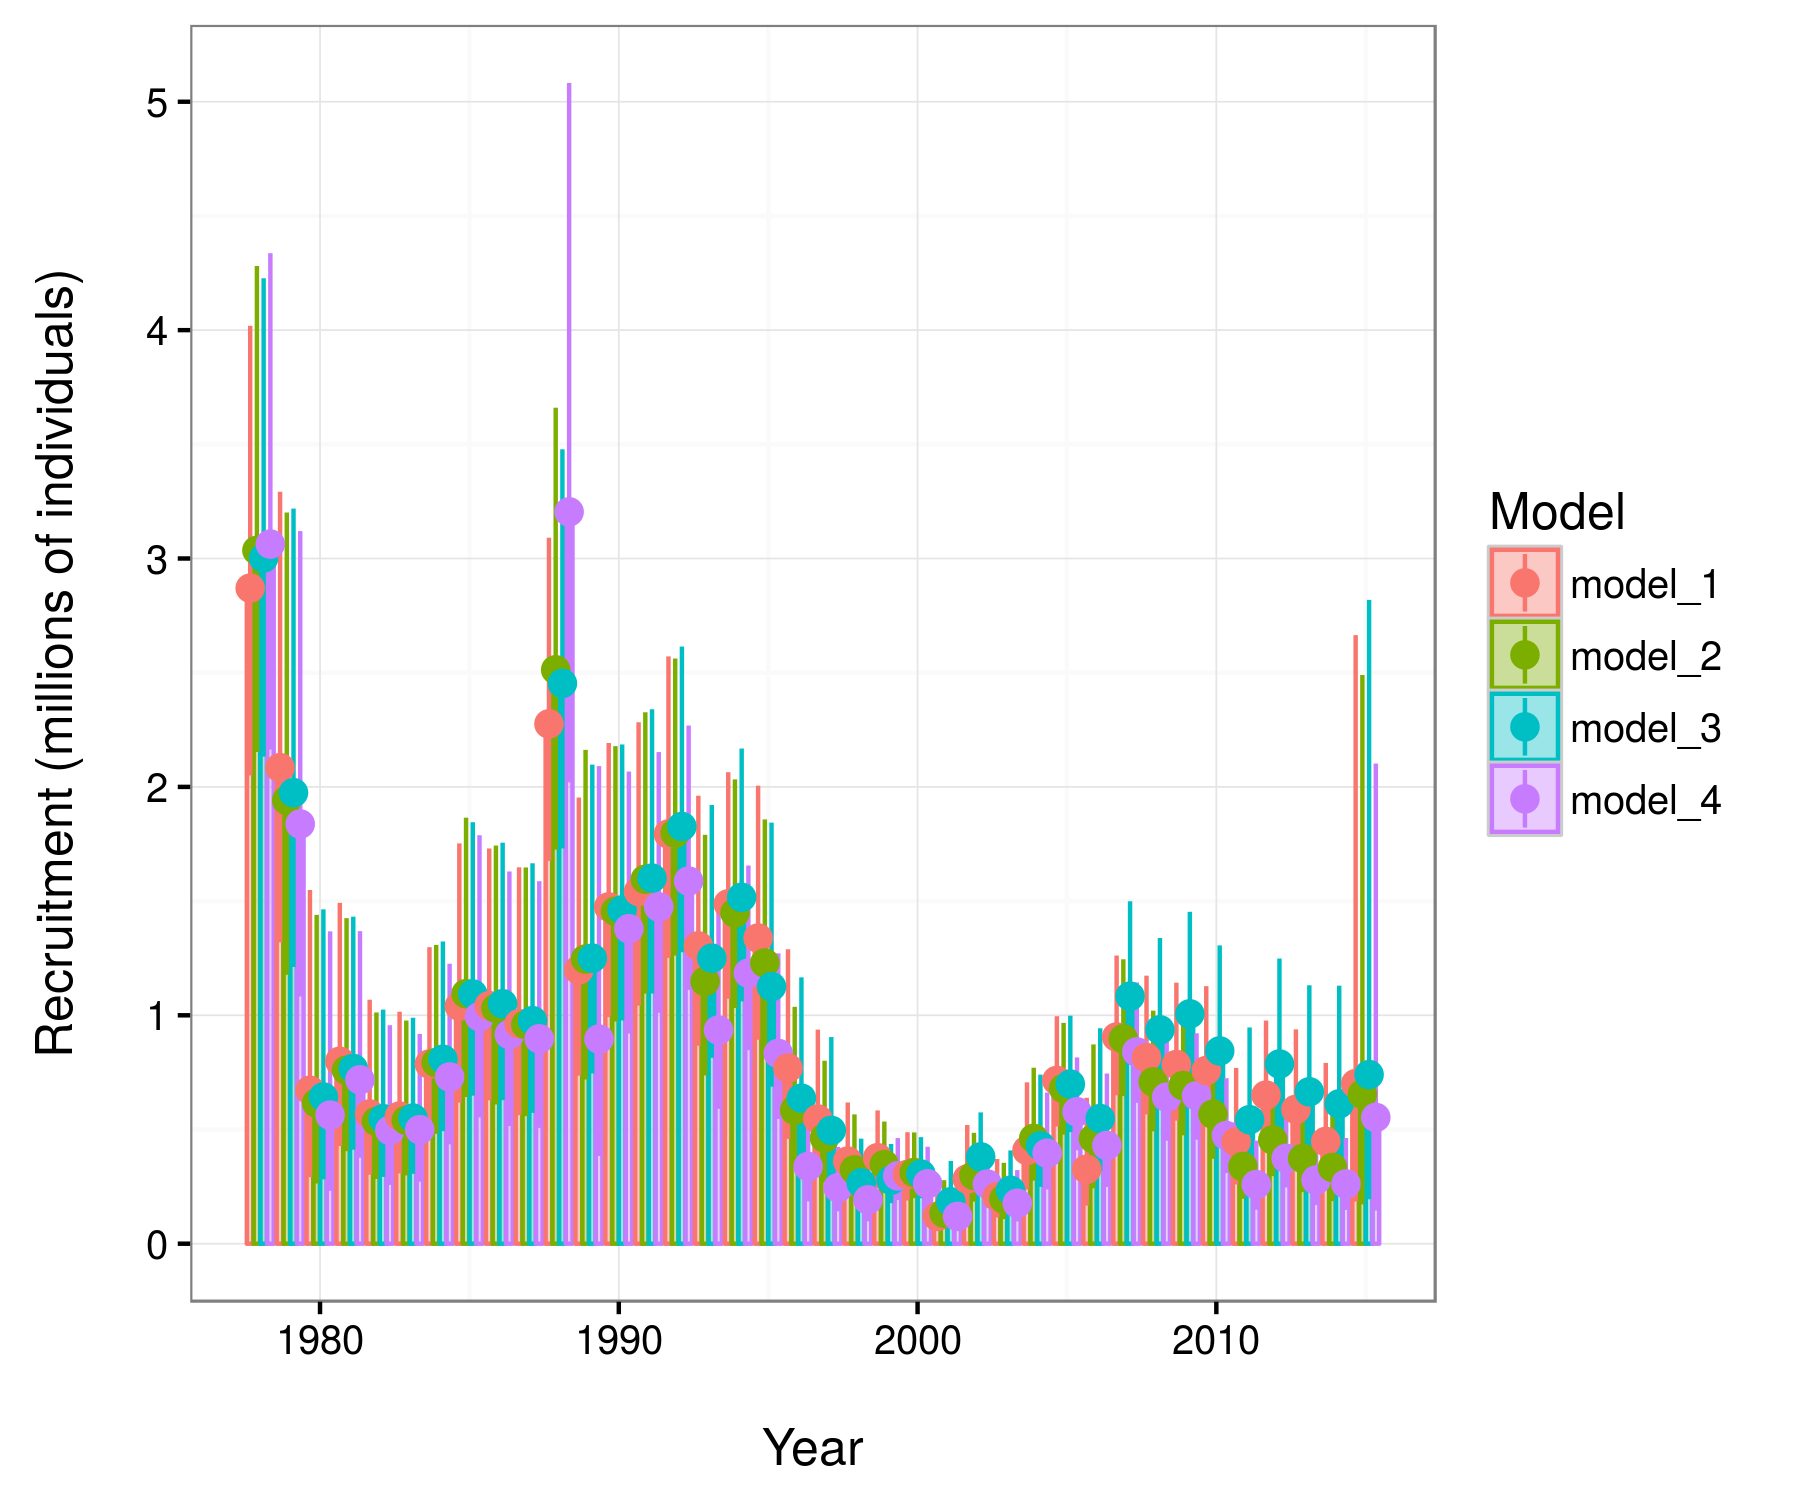 Recruitment (millions of individuals)
5
4
3
2
1
0
1980
1990
2000
2010
Year
Model
model_1
model_2
model_3
model_4